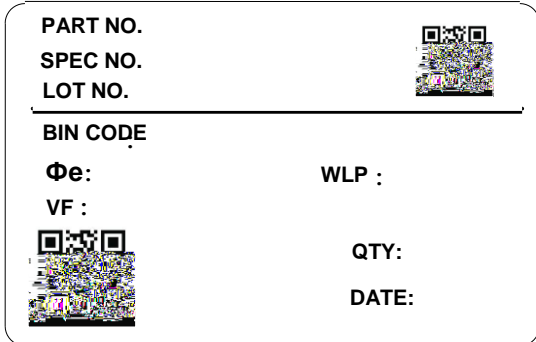 PART NO.
SPEC NO.
LOT NO.
BIN CODE:
Φe:
WLP :
VF :
QTY:
DATE: